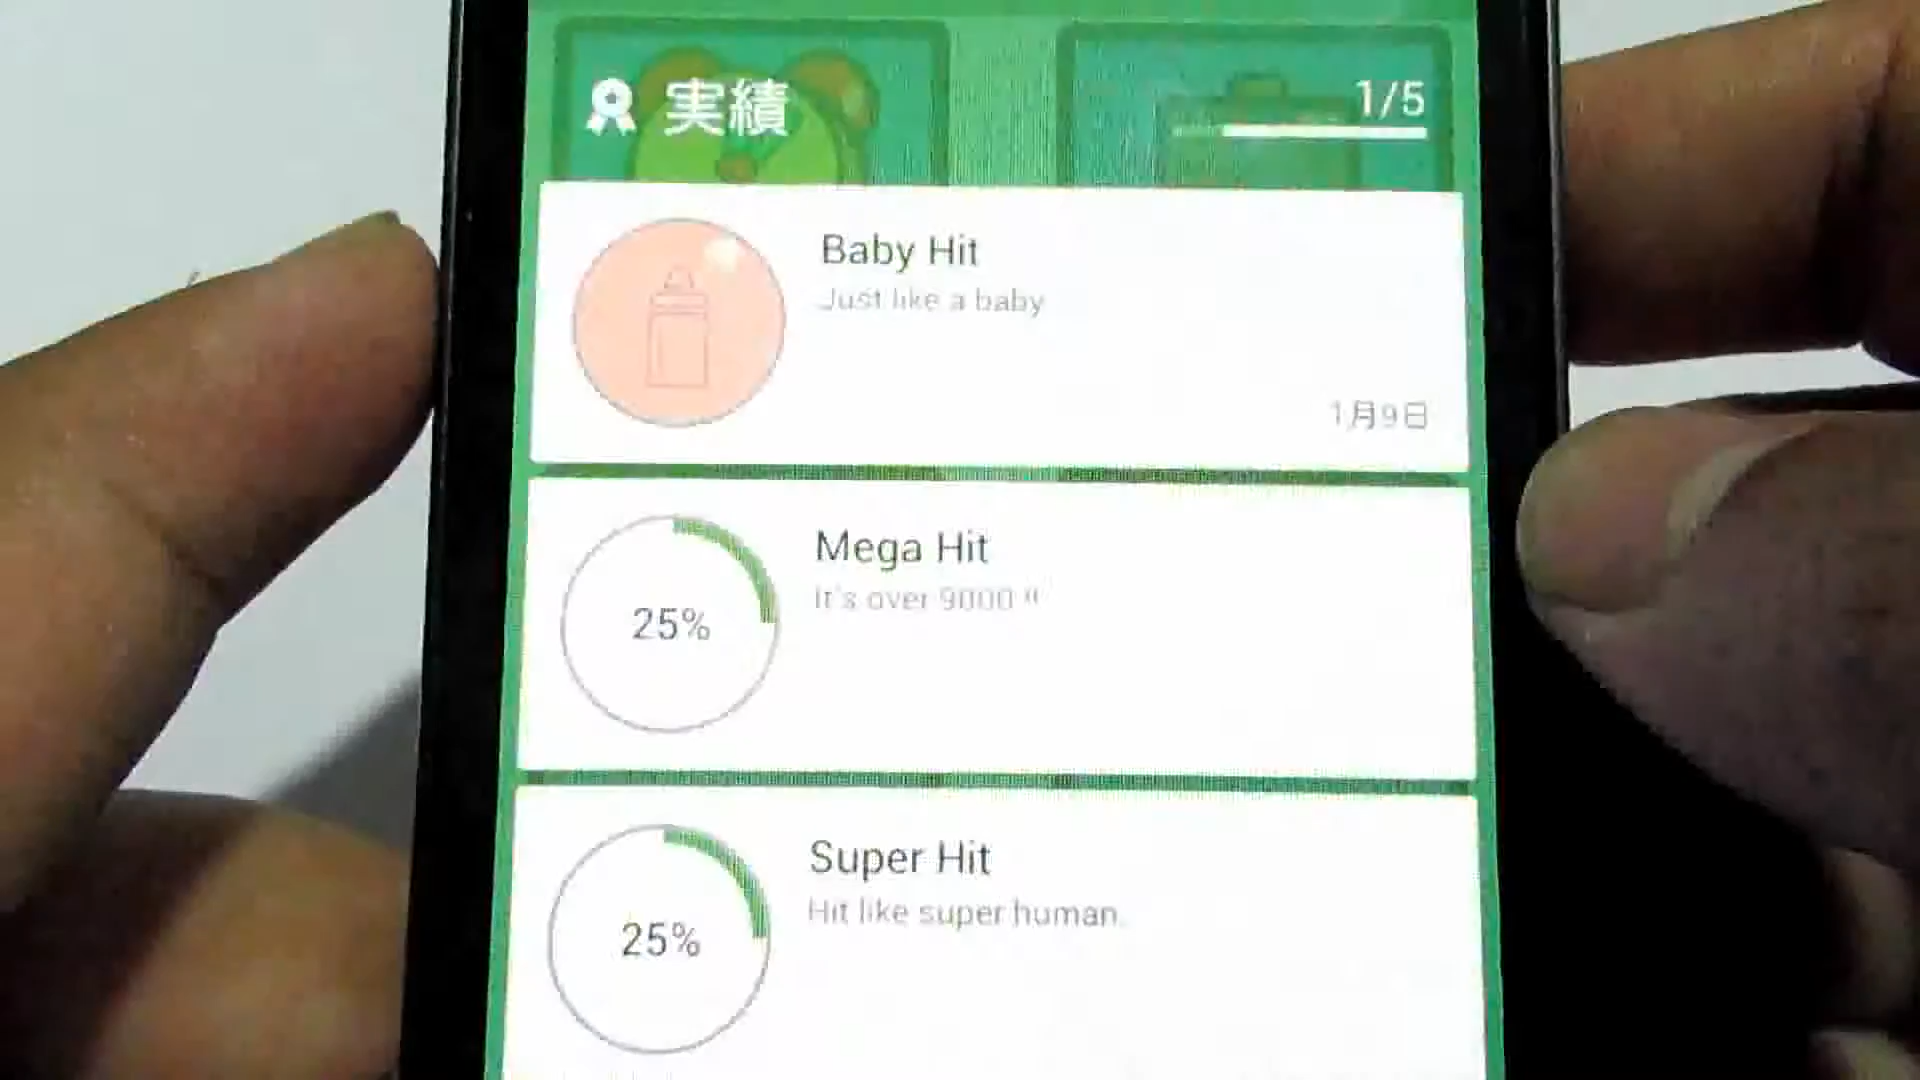 実績
1/5
Baby Hit
Just like a baby
1月9日
25%
Mega Hit
It's over 9000 !!
25%
Super Hit
Hit like super human.